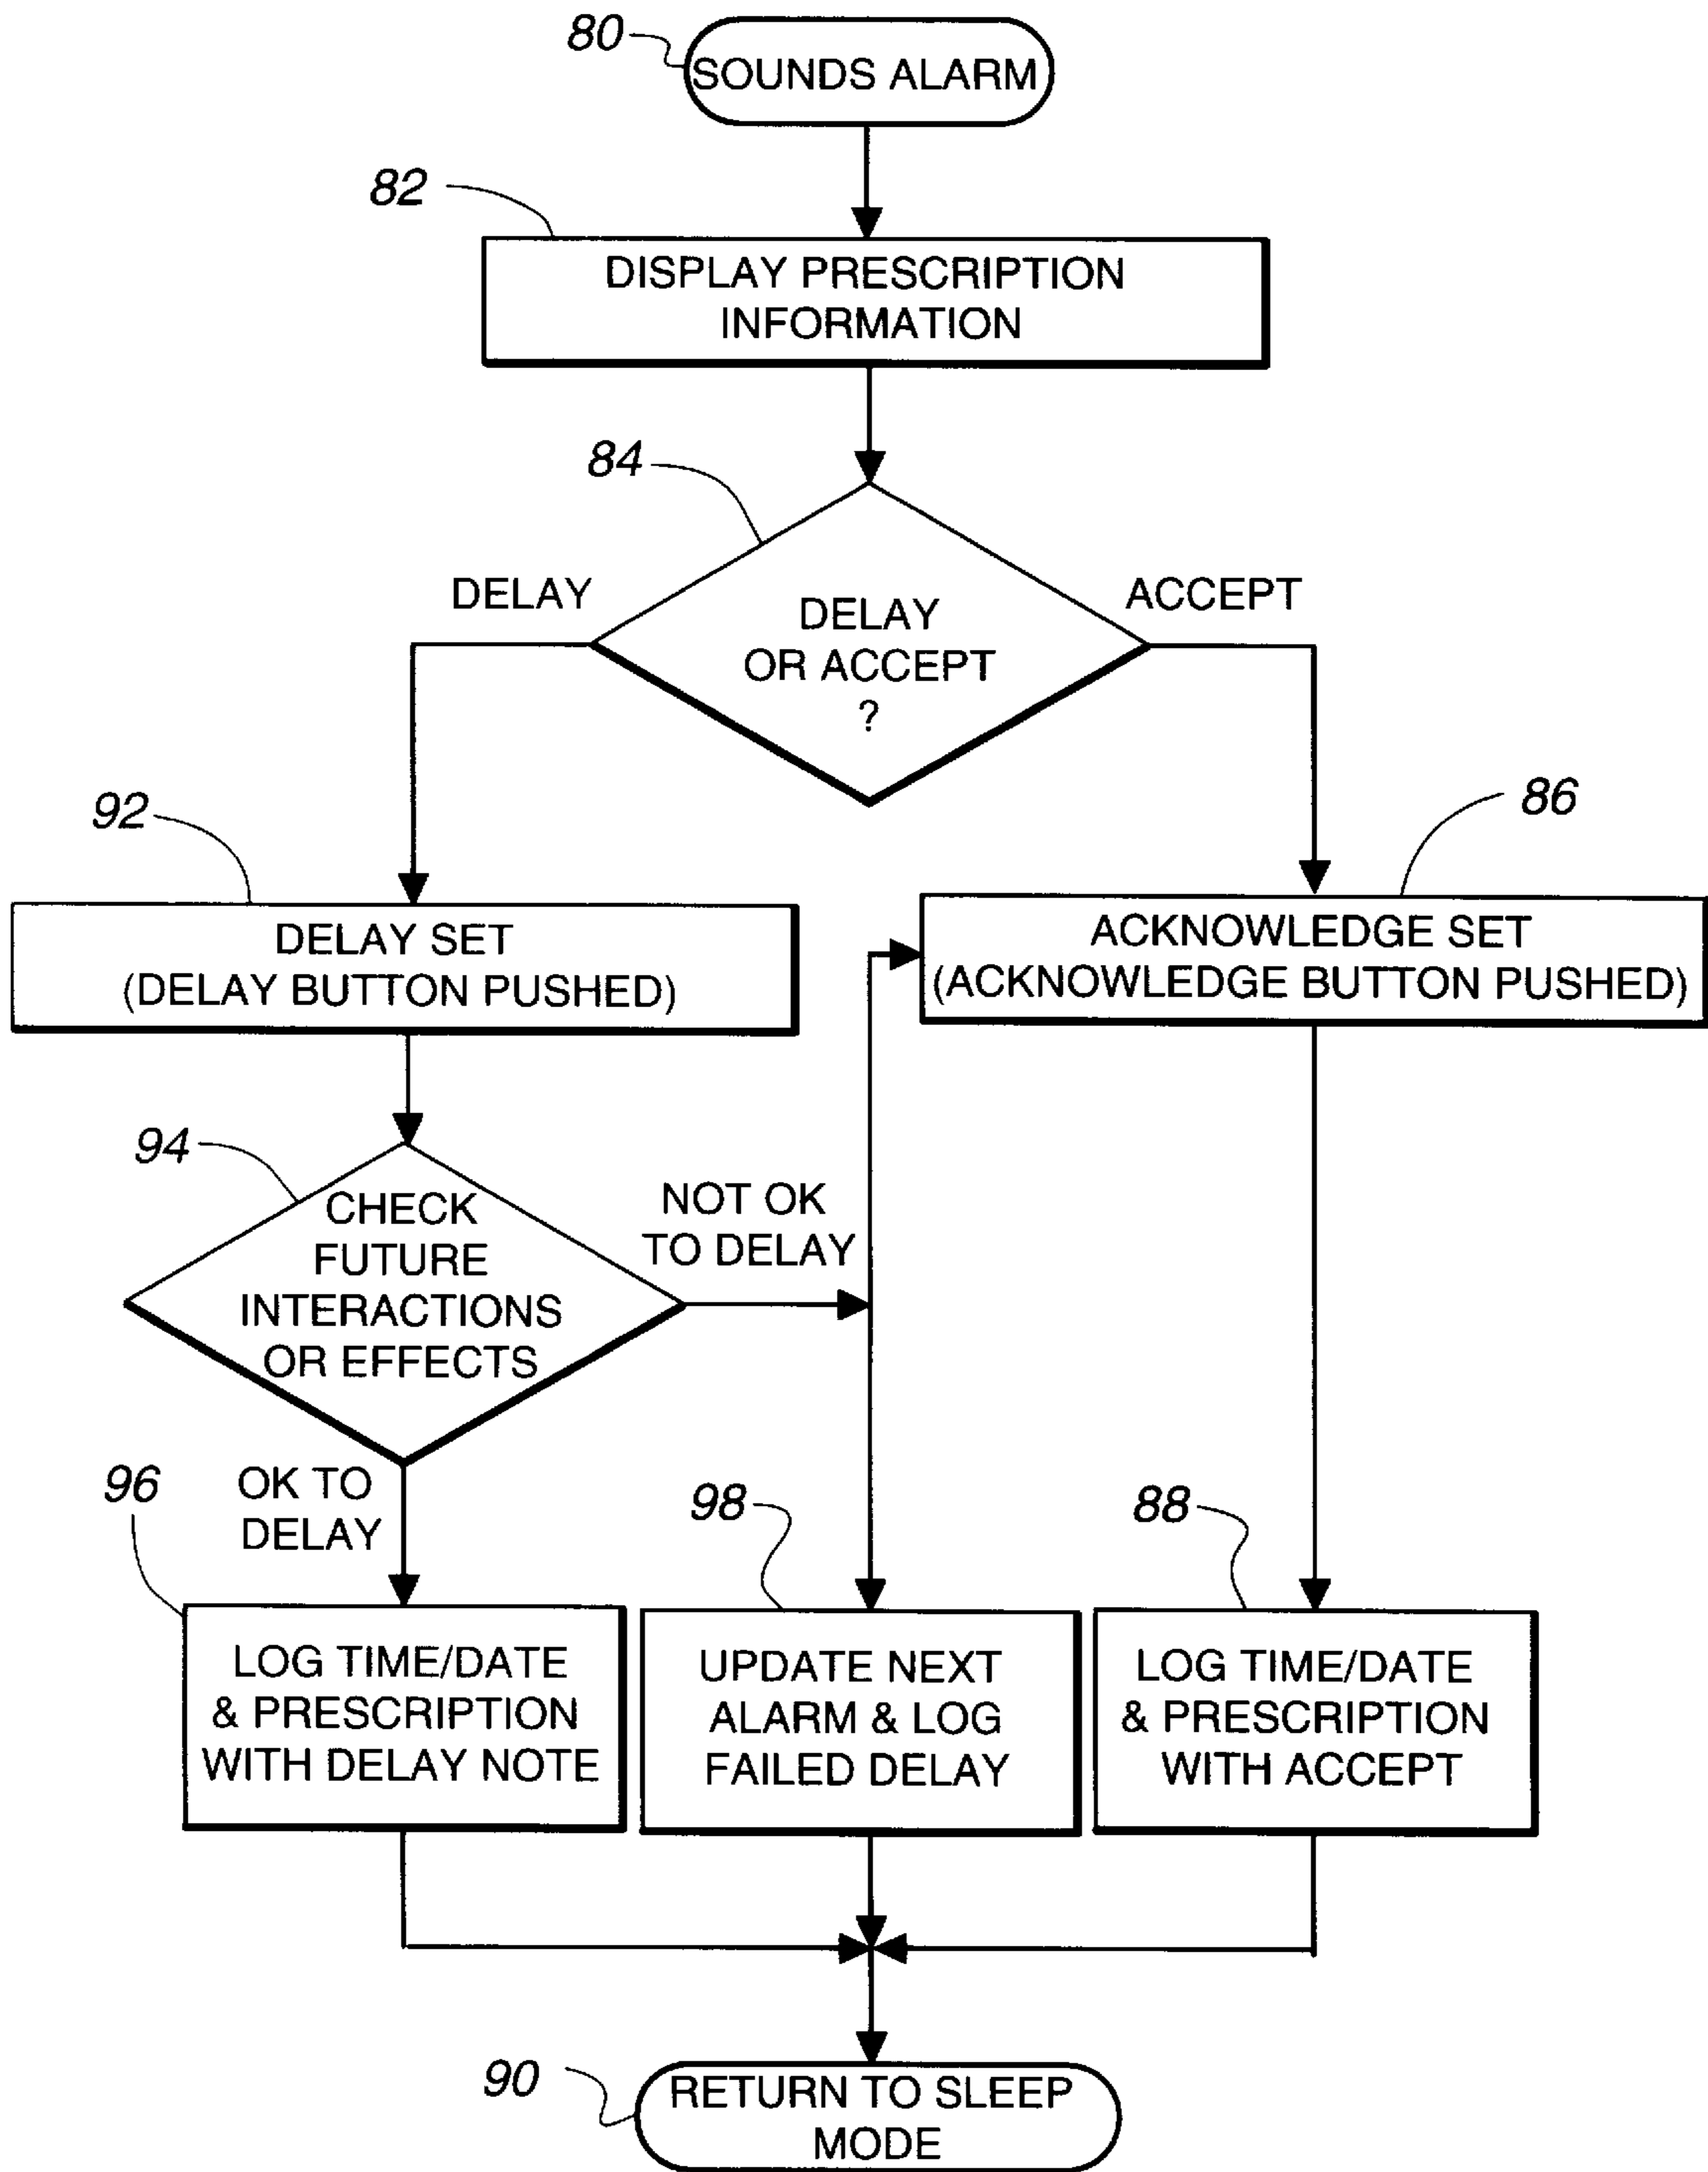 80
SOUNDS ALARM
82
DISPLAY PRESCRIPTION
INFORMATION
84
DELAY
ACCEPT
DELAY
OR ACCEPT
?
92
86
DELAY SET
(DELAY BUTTON PUSHED)
ACKNOWLEDGE SET
(ACKNOWLEDGE BUTTON PUSHED)
94
CHECK
FUTURE
INTERACTIONS
OR EFFECTS
NOT OK
TO DELAY
96
OK TO
DELAY
98
88
LOG TIME/DATE
& PRESCRIPTION
WITH DELAY NOTE
UPDATE NEXT
ALARM & LOG
FAILED DELAY
LOG TIME/DATE
& PRESCRIPTION
WITH ACCEPT
90
RETURN TO SLEEP
MODE